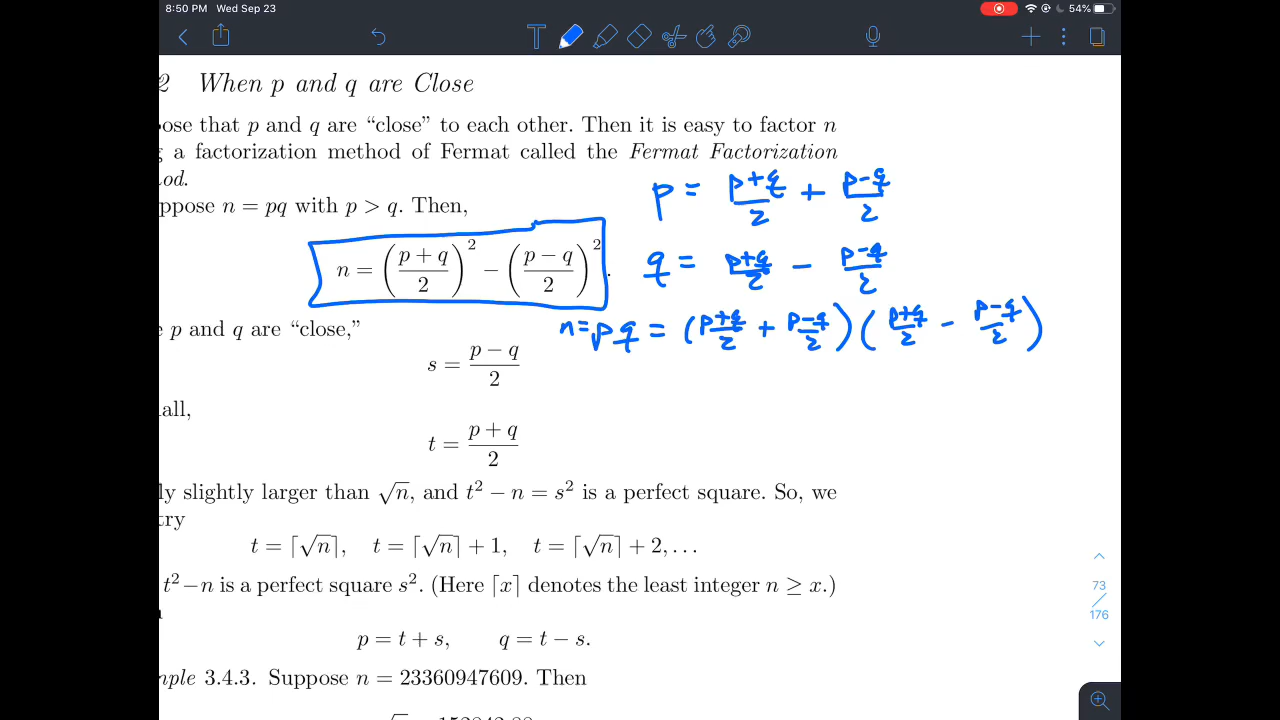 8:50 PM Wed Sep 23
54%
2 When p and q are Close
ose that p and q are “close” to each other. Then it is easy to factor n
g a factorization method of Fermat called the Fermat Factorization
od.
ppose n = pq with p > q. Then,
p = (p+q)/2 + (p−q)/2
n = ((p + q)/2)² − ((p − q)/2)².
q = (p+q)/2 − (p−q)/2
n = pq = ((p+q)/2 + (p−q)/2)((p+q)/2 − (p−q)/2)
e p and q are “close,”
s = (p − q)/2
all,
t = (p + q)/2
ly slightly larger than √n, and t² − n = s² is a perfect square. So, we
try
t = ⌈√n⌉, t = ⌈√n⌉ + 1, t = ⌈√n⌉ + 2, . . .
t² − n is a perfect square s². (Here ⌈x⌉ denotes the least integer n ≥ x.)
p = t + s, q = t − s.
73
/
176
mple 3.4.3. Suppose n = 23360947609. Then